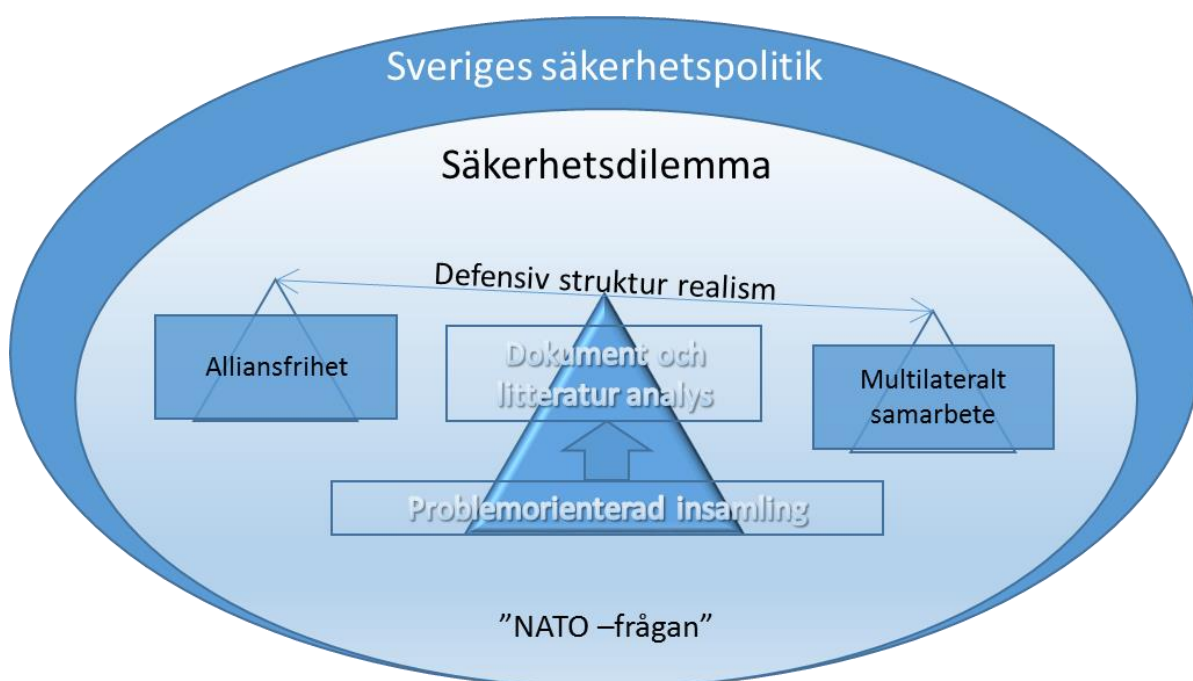 Sveriges säkerhetspolitik
Säkerhetsdilemma
Defensiv struktur realism
Alliansfrihet
Dokument och
litteratur analys
Multilateralt
samarbete
Problemorienterad insamling
”NATO –frågan”